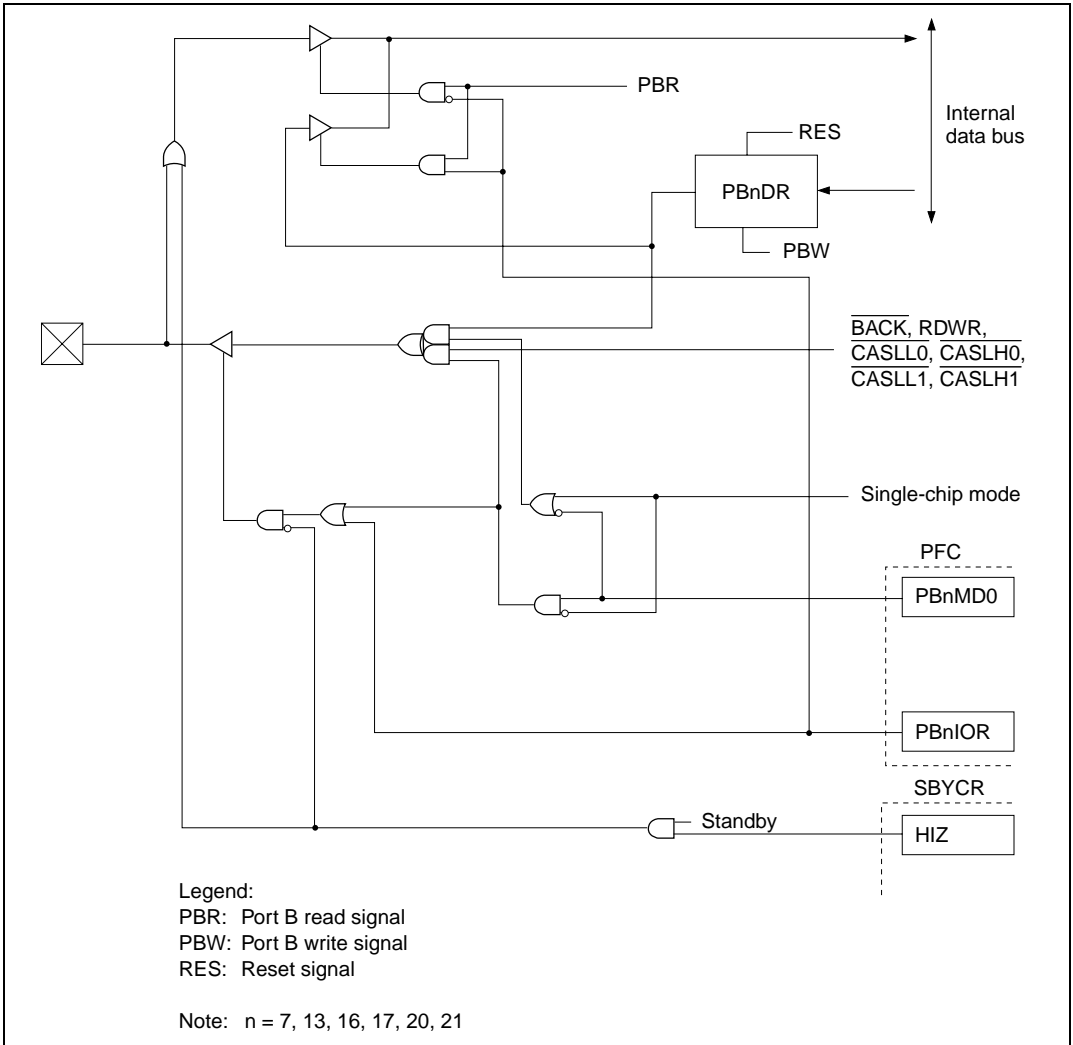 PBR
Internal
data bus
RES
PBnDR
PBW
BACK, RDWR,
CASLL0, CASLH0,
CASLL1, CASLH1
Single-chip mode
PFC
PBnMD0
PBnIOR
SBYCR
Standby
HIZ
Legend:
PBR: Port B read signal
PBW: Port B write signal
RES: Reset signal
Note: n = 7, 13, 16, 17, 20, 21